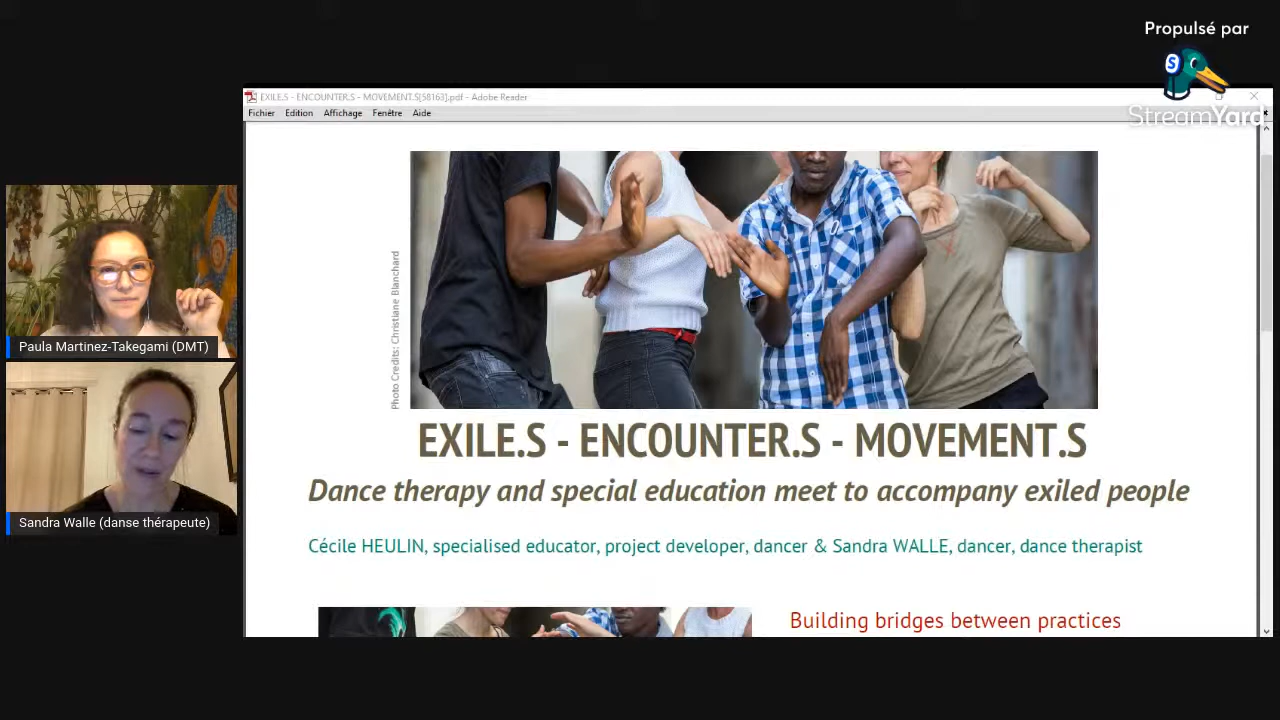 Propulsé par
StreamYard
EXILE.S - ENCOUNTER.S - MOVEMENT.S[58163].pdf - Adobe Reader
Fichier Edition Affichage Fenêtre Aide
Photo Credits: Christiane Blanchard
Paula Martinez-Takegami (DMT)
Sandra Walle (danse thérapeute)
EXILE.S - ENCOUNTER.S - MOVEMENT.S
Dance therapy and special education meet to accompany exiled people
Cécile HEULIN, specialised educator, project developer, dancer & Sandra WALLE, dancer, dance therapist
Building bridges between practices